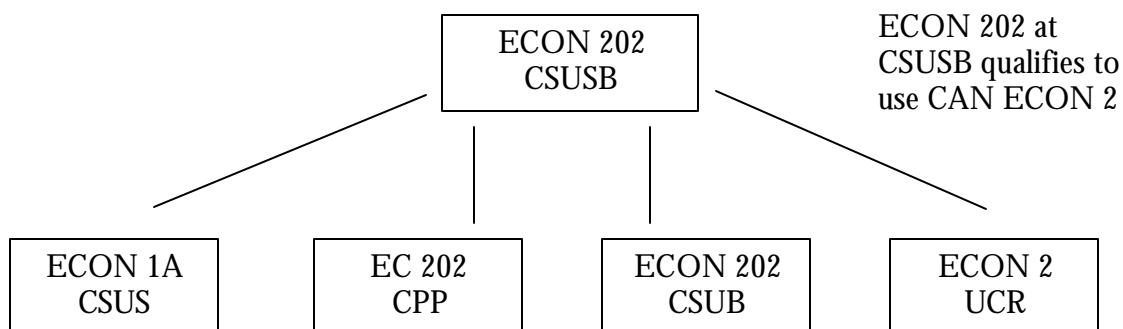 ECON 202
CSUSB
ECON 202 at
CSUSB qualifies to
use CAN ECON 2
ECON 1A
CSUS
EC 202
CPP
ECON 202
CSUB
ECON 2
UCR